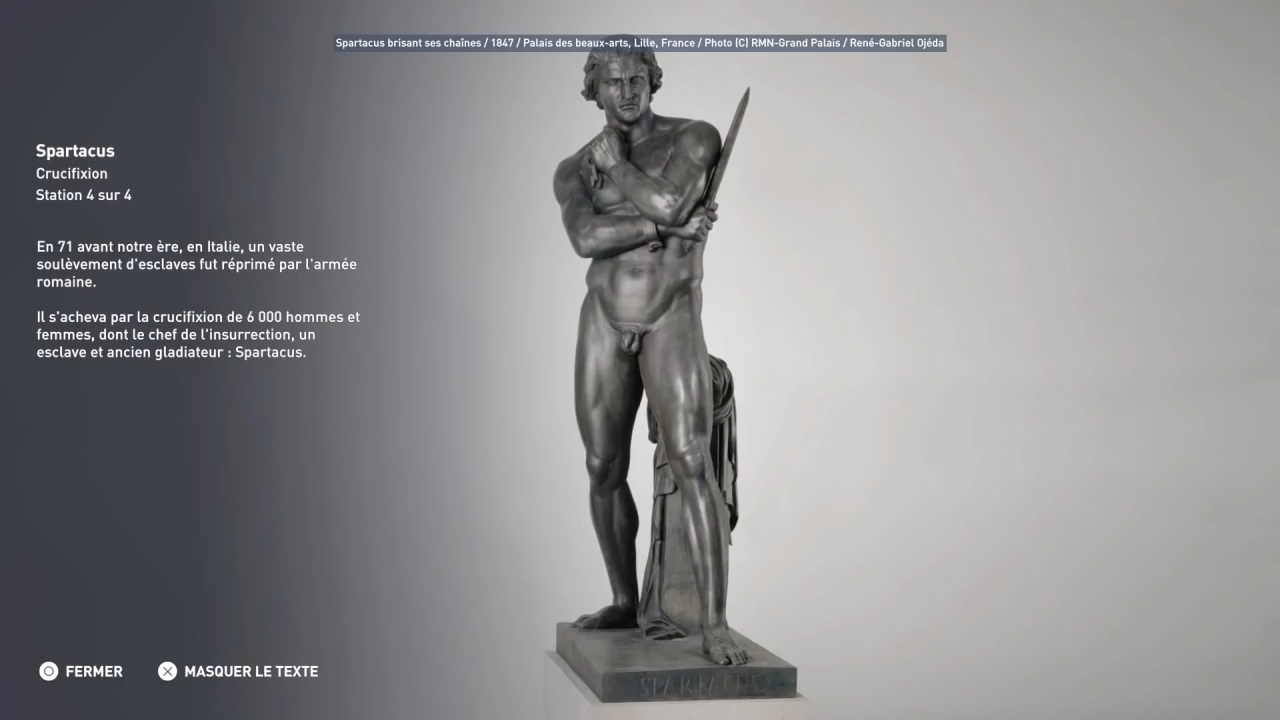 Spartacus brisant ses chaînes / 1847 / Palais des beaux-arts, Lille, France / Photo (C) RMN-Grand Palais / René-Gabriel Ojéda
Spartacus
Crucifixion
Station 4 sur 4
En 71 avant notre ère, en Italie, un vaste
soulèvement d'esclaves fut réprimé par l'armée
romaine.
Il s'acheva par la crucifixion de 6 000 hommes et
femmes, dont le chef de l'insurrection, un
esclave et ancien gladiateur : Spartacus.
FERMER
MASQUER LE TEXTE